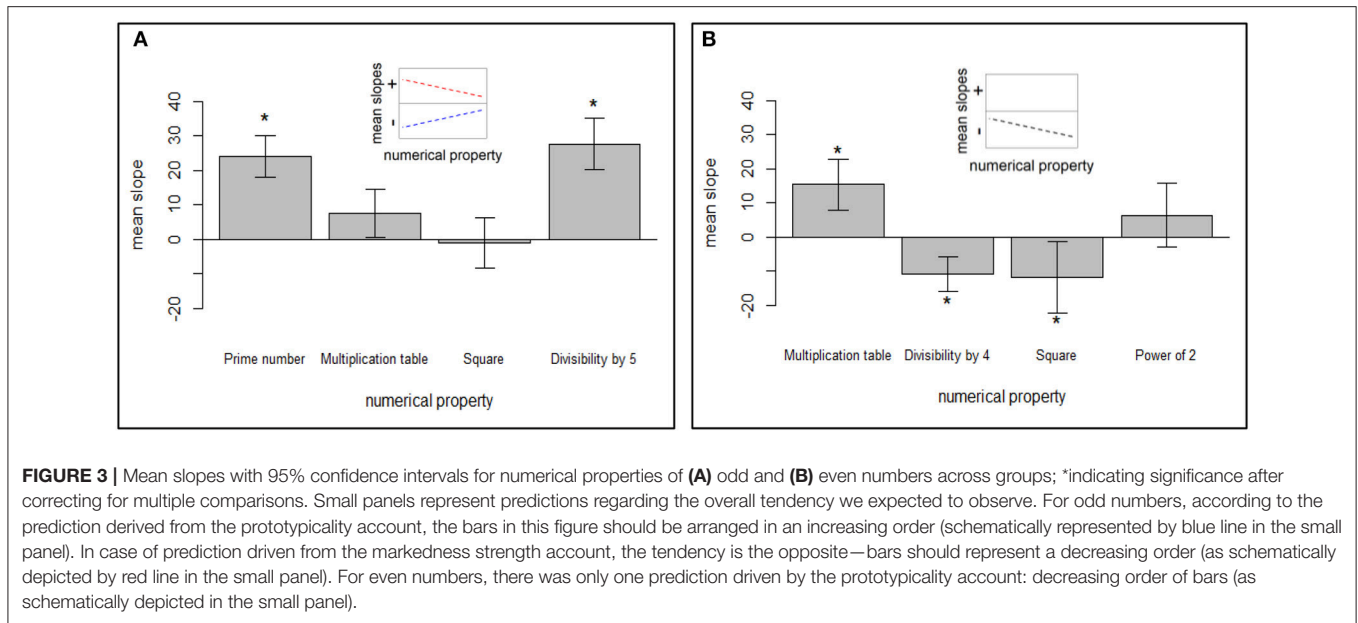 A
mean slopes
- +
numerical property
mean slope
-20 0 10 20 30 40
* *
Prime number Multiplication table Square Divisibility by 5
numerical property
B
mean slopes
- +
numerical property
mean slope
-20 0 10 20 30 40
* * *
Multiplication table Divisibility by 4 Square Power of 2
numerical property
FIGURE 3 | Mean slopes with 95% confidence intervals for numerical properties of (A) odd and (B) even numbers across groups; *indicating significance after
correcting for multiple comparisons. Small panels represent predictions regarding the overall tendency we expected to observe. For odd numbers, according to the
prediction derived from the prototypicality account, the bars in this figure should be arranged in an increasing order (schematically represented by blue line in the small
panel). In case of prediction driven from the markedness strength account, the tendency is the opposite—bars should represent a decreasing order (as schematically
depicted by red line in the small panel). For even numbers, there was only one prediction driven by the prototypicality account: decreasing order of bars (as
schematically depicted in the small panel).